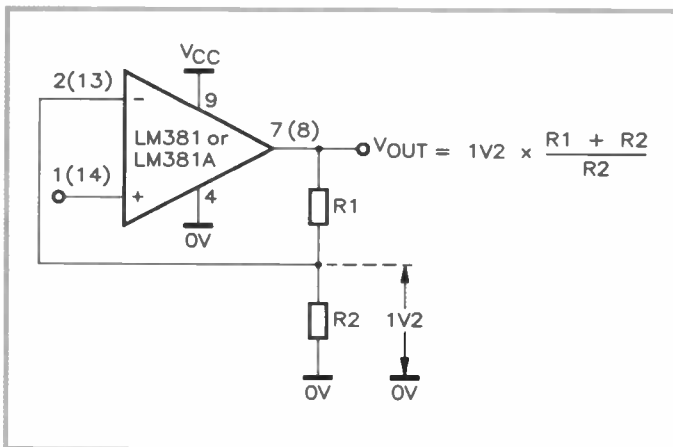 VCC
2(13)
9
−
7 (8)
LM381 or
LM381A
VOUT = 1V2 × R1 + R2
R2
1(14)
+
4
R1
0V
R2
1V2
0V
0V